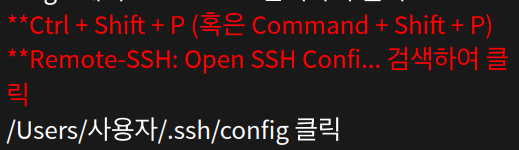 **Ctrl + Shift + P (혹은 Command + Shift + P)
**Remote-SSH: Open SSH Confi... 검색하여 클
릭
/Users/사용자/.ssh/config 클릭